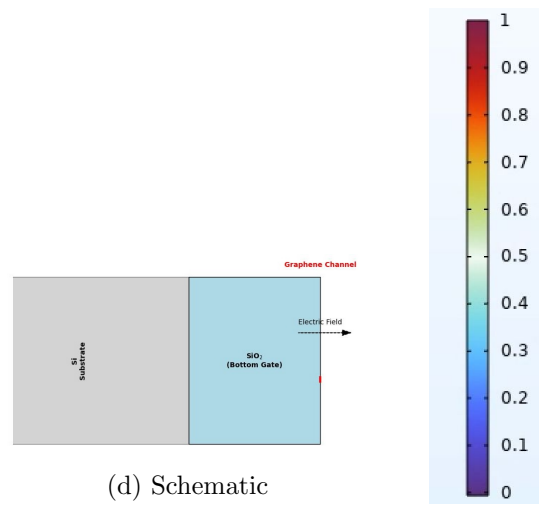 Graphene Channel
Electric Field
Si
Substrate
SiO₂
(Bottom Gate)
(d) Schematic
1
0.9
0.8
0.7
0.6
0.5
0.4
0.3
0.2
0.1
0